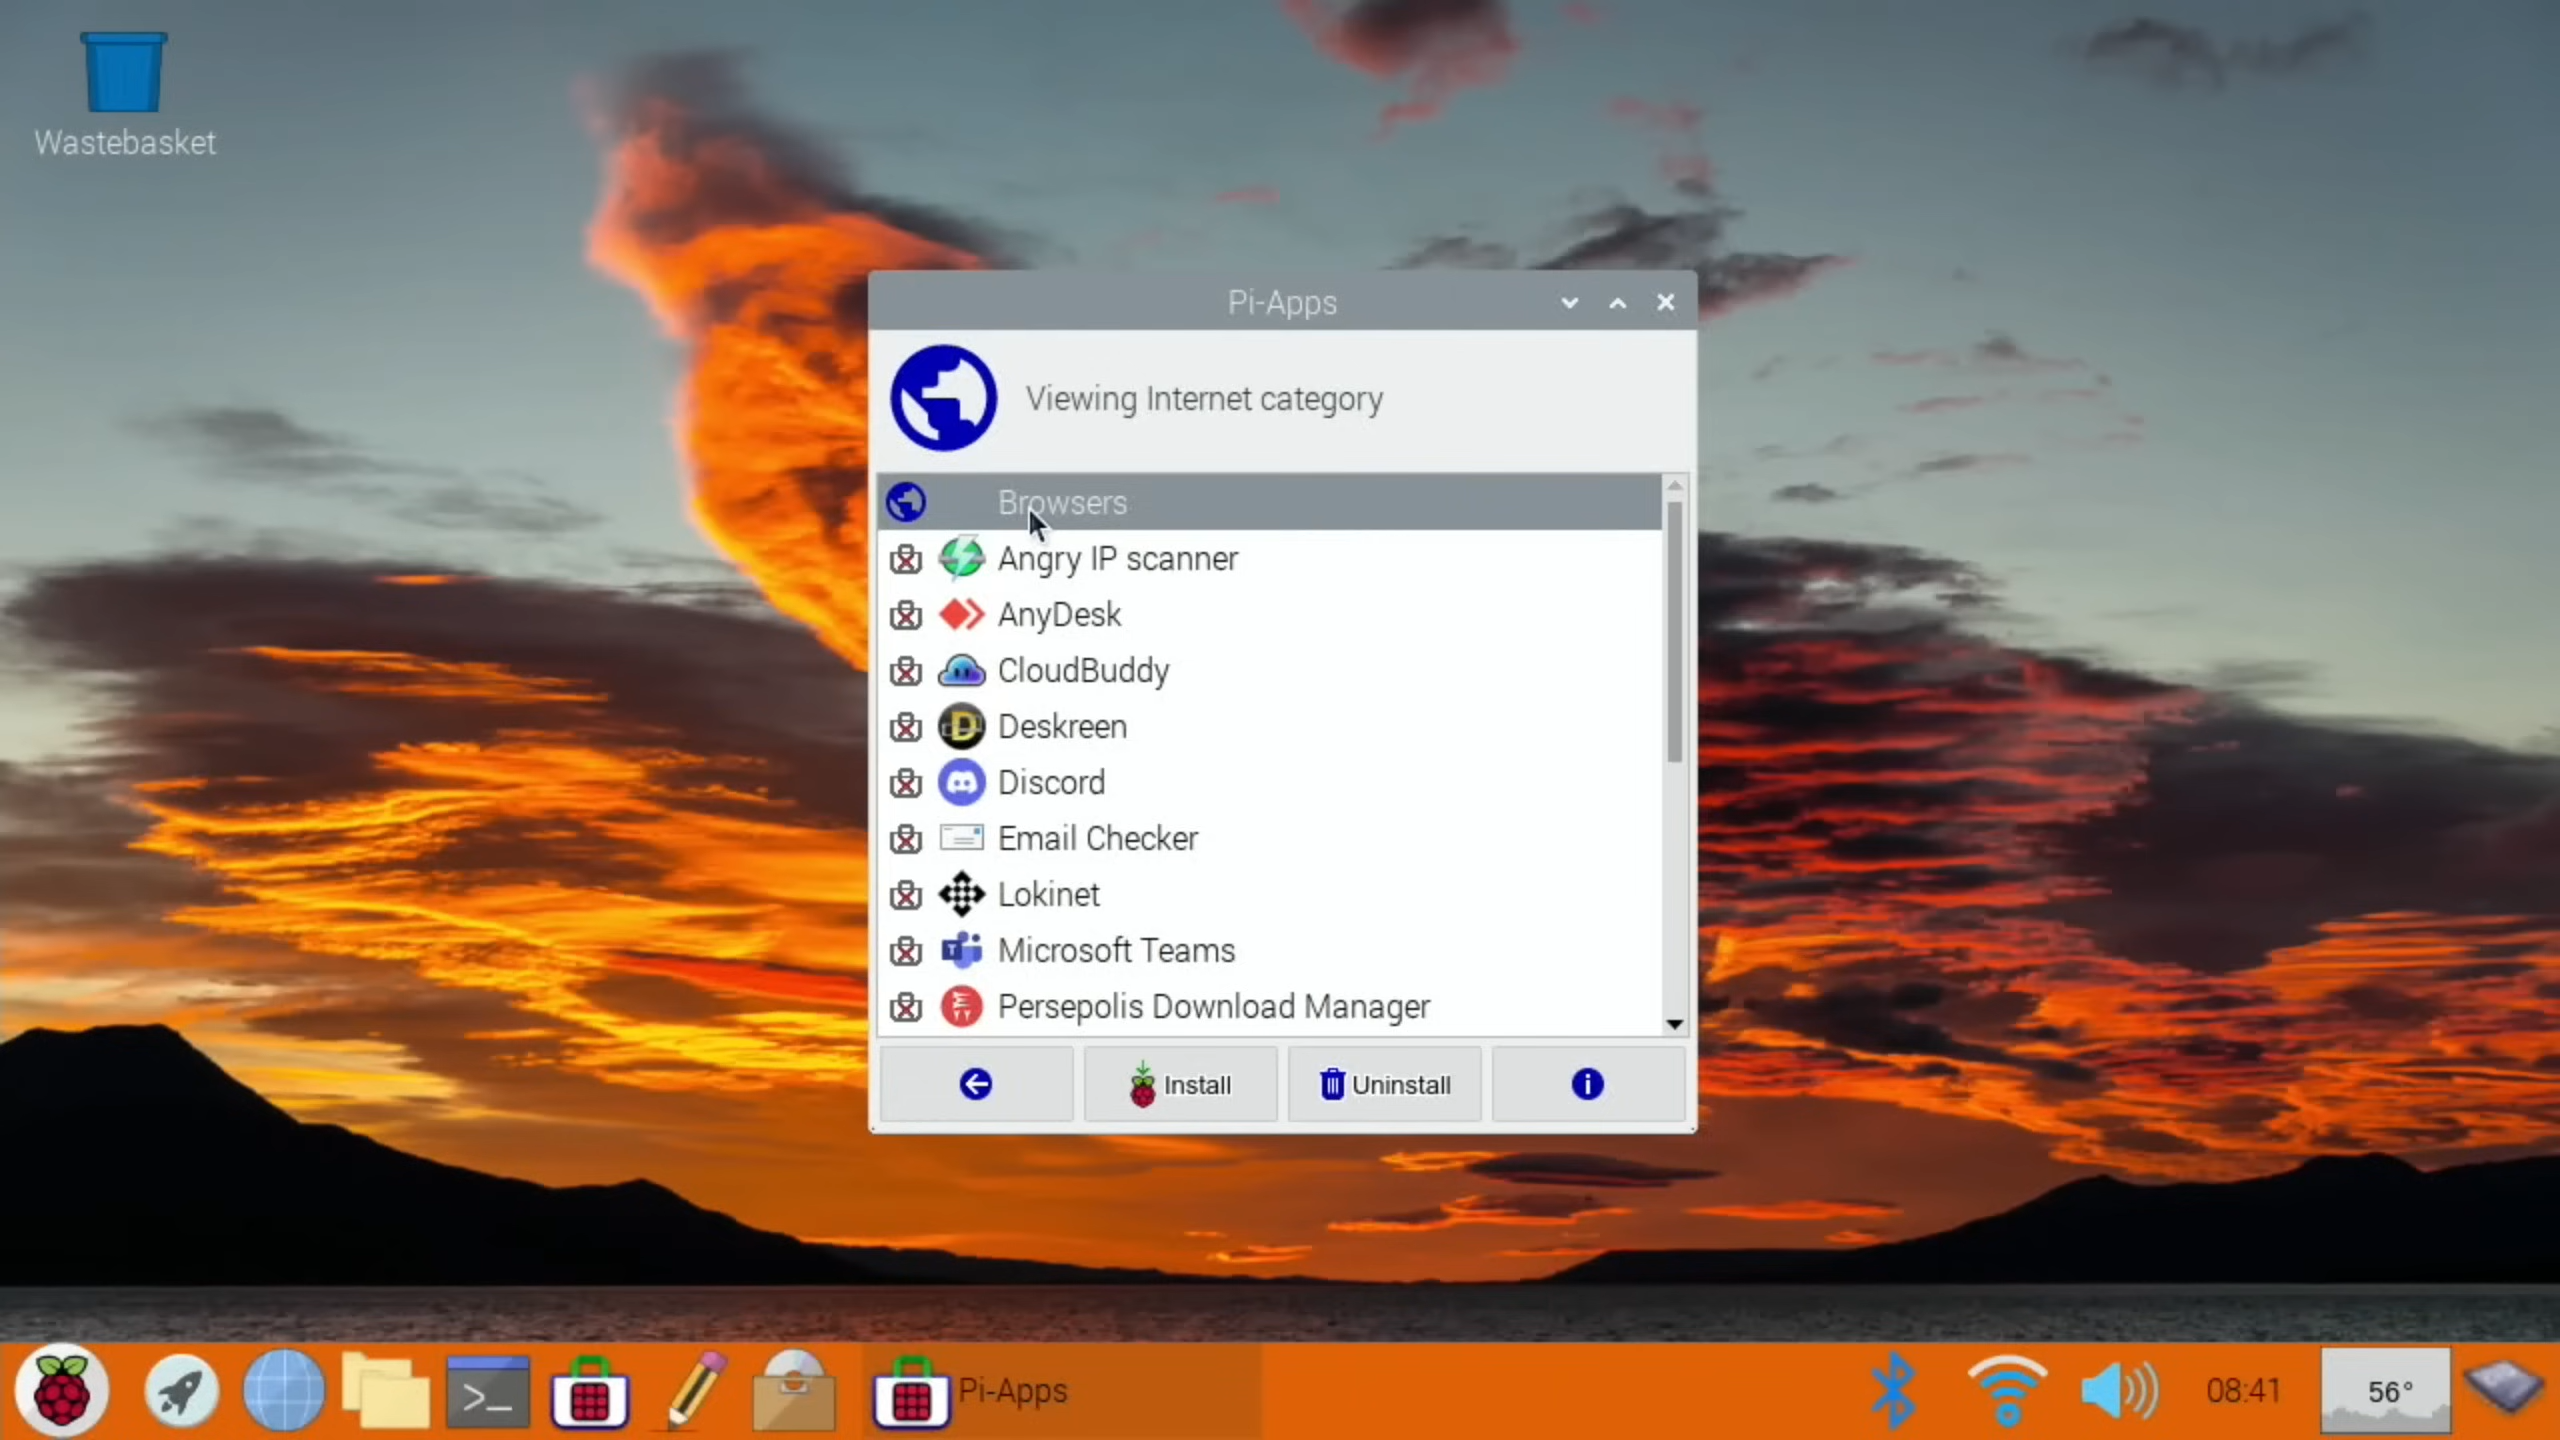 Wastebasket
Pi-Apps
Viewing Internet category
Browsers
Angry IP scanner
AnyDesk
CloudBuddy
Deskreen
Discord
Email Checker
Lokinet
Microsoft Teams
Persepolis Download Manager
Install
Uninstall
Pi-Apps
08:41
56°